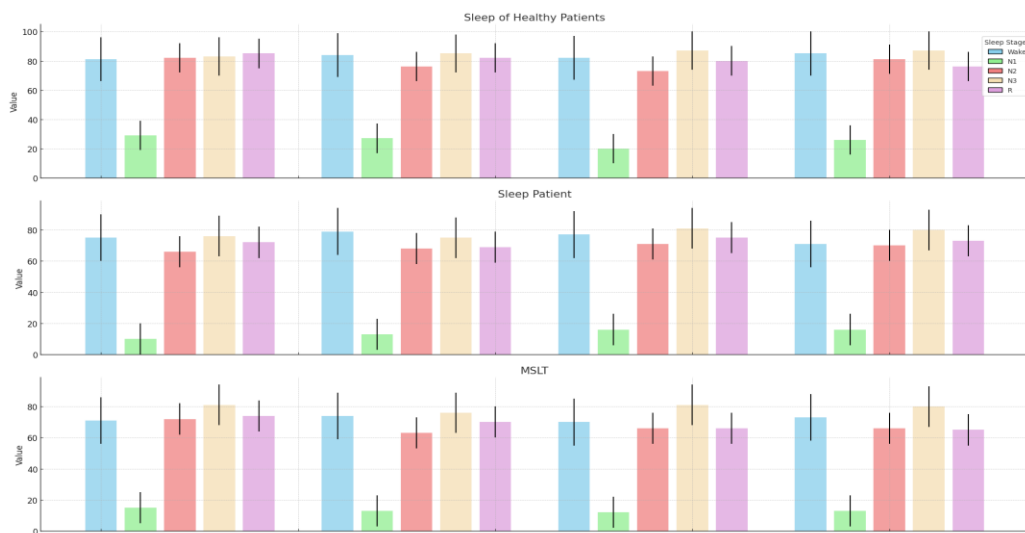 Sleep of Healthy Patients
100
80
60
40
20
0
Value
Sleep Stage
Wake
N1
N2
N3
R
Sleep Patient
80
60
40
20
0
Value
MSLT
80
60
40
20
0
Value